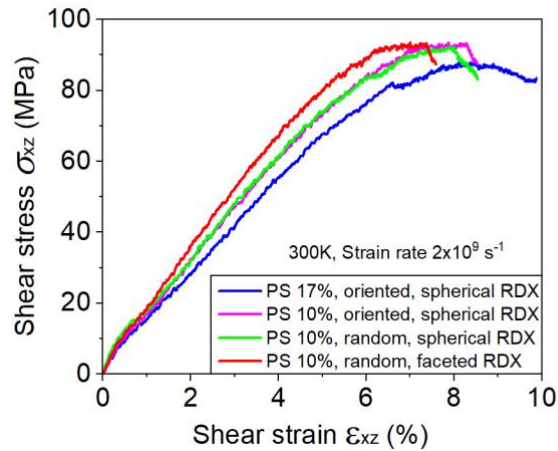 100
80
60
40
20
0
Shear stress σxz (MPa)
300K, Strain rate 2x10⁹ s⁻¹
PS 17%, oriented, spherical RDX
PS 10%, oriented, spherical RDX
PS 10%, random, spherical RDX
PS 10%, random, faceted RDX
0 2 4 6 8 10
Shear strain εxz (%)